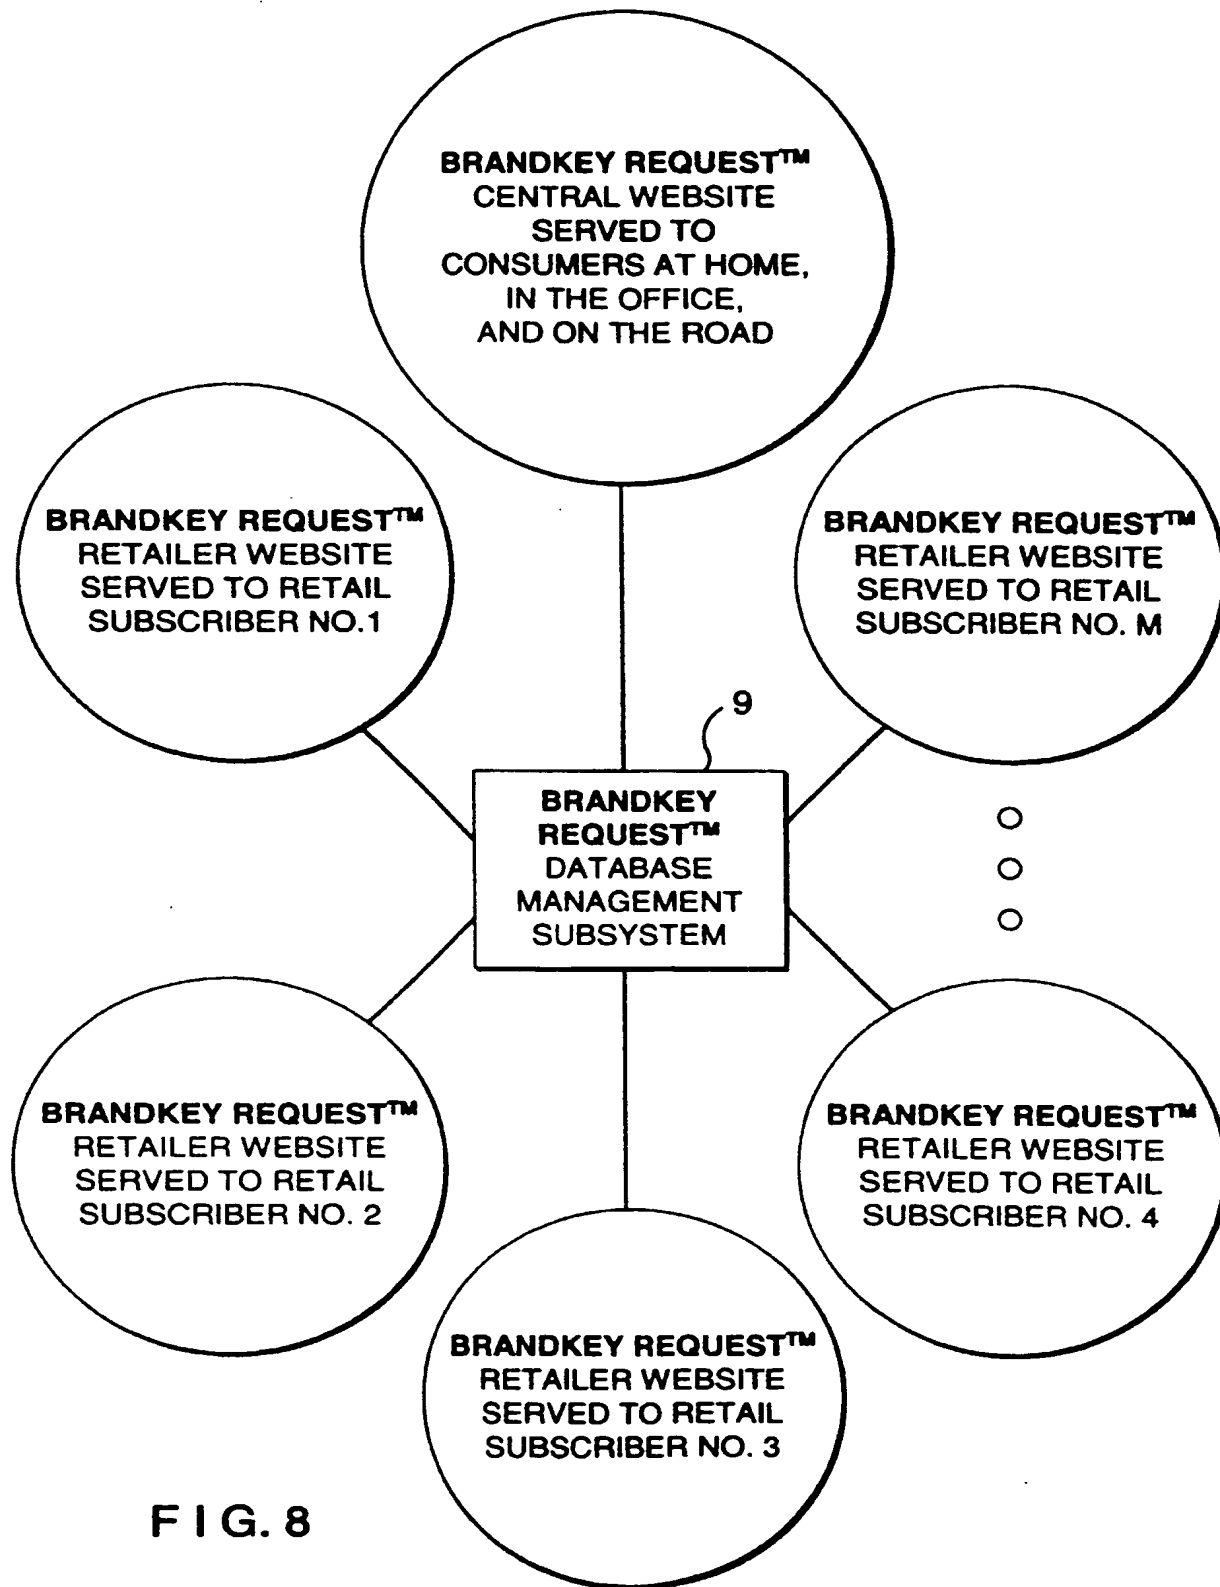 BRANDKEY REQUEST™
CENTRAL WEBSITE
SERVED TO
CONSUMERS AT HOME,
IN THE OFFICE,
AND ON THE ROAD
BRANDKEY REQUEST™
RETAILER WEBSITE
SERVED TO RETAIL
SUBSCRIBER NO.1
BRANDKEY REQUEST™
RETAILER WEBSITE
SERVED TO RETAIL
SUBSCRIBER NO. M
9
BRANDKEY
REQUEST™
DATABASE
MANAGEMENT
SUBSYSTEM
BRANDKEY REQUEST™
RETAILER WEBSITE
SERVED TO RETAIL
SUBSCRIBER NO. 2
BRANDKEY REQUEST™
RETAILER WEBSITE
SERVED TO RETAIL
SUBSCRIBER NO. 4
BRANDKEY REQUEST™
RETAILER WEBSITE
SERVED TO RETAIL
SUBSCRIBER NO. 3
FIG. 8